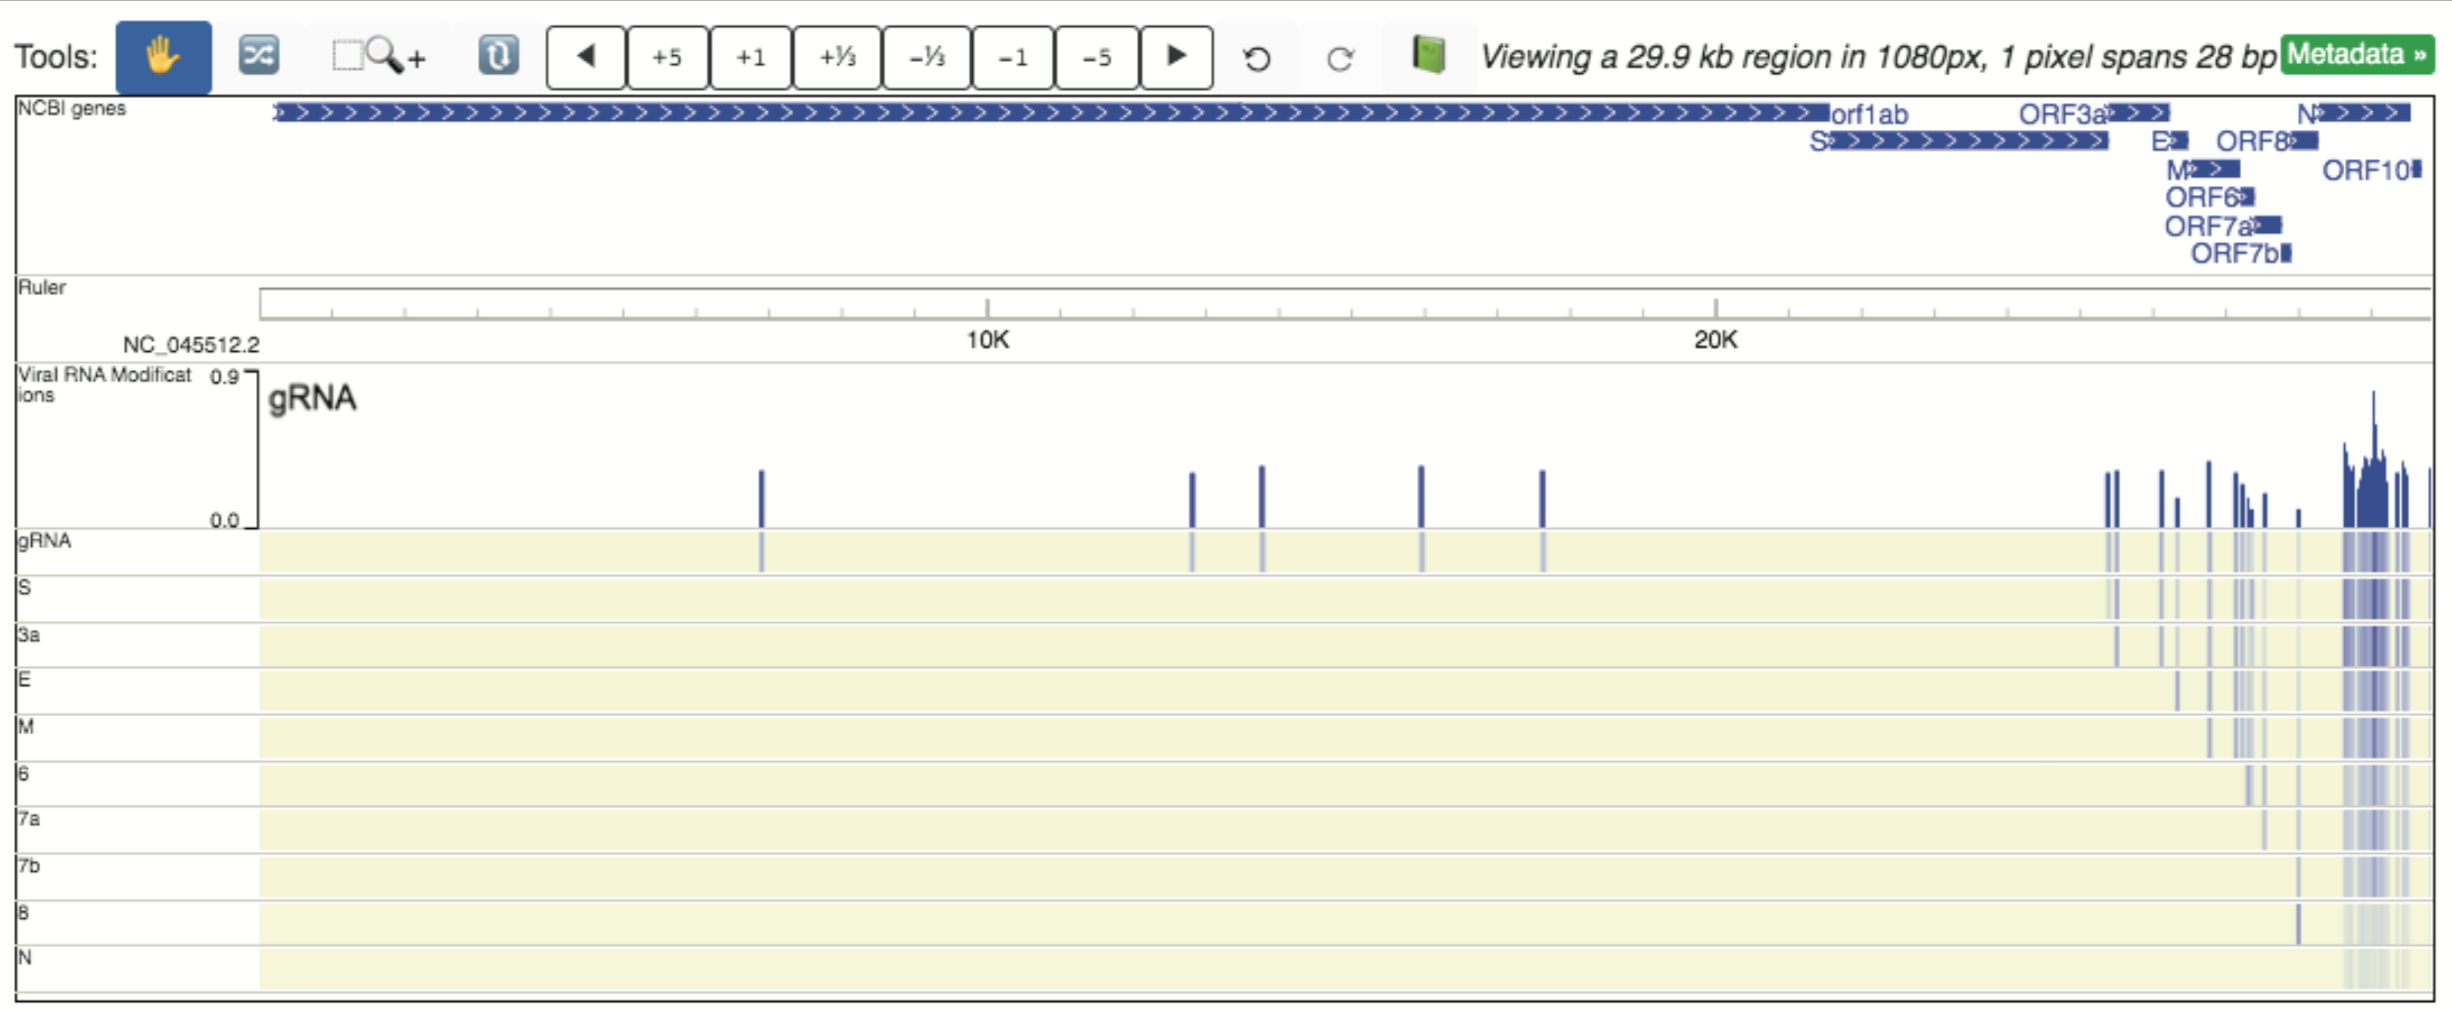 Tools: + +5 +1 +⅓ -⅓ -1 -5 Viewing a 29.9 kb region in 1080px, 1 pixel spans 28 bp Metadata »
NCBI genes orf1ab ORF3a N
S E ORF8
M ORF10
ORF6
ORF7a
ORF7b
Ruler
10K 20K
NC_045512.2
Viral RNA Modificat 0.9
ions gRNA
0.0
gRNA
S
3a
E
M
6
7a
7b
8
N